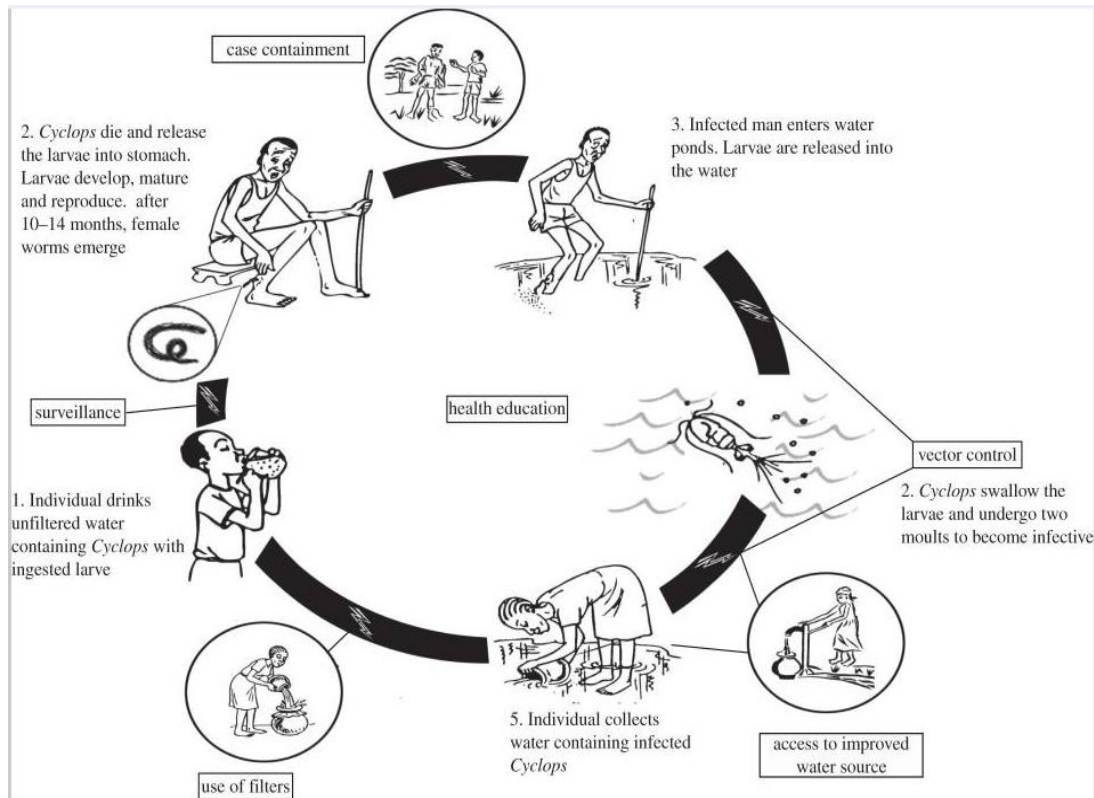 case containment
2. Cyclops die and release
the larvae into stomach.
Larvae develop, mature
and reproduce. after
10–14 months, female
worms emerge
3. Infected man enters water
ponds. Larvae are released into
the water
surveillance
health education
vector control
1. Individual drinks
unfiltered water
containing Cyclops with
ingested larve
2. Cyclops swallow the
larvae and undergo two
moults to become infective
5. Individual collects
water containing infected
Cyclops
access to improved
water source
use of filters